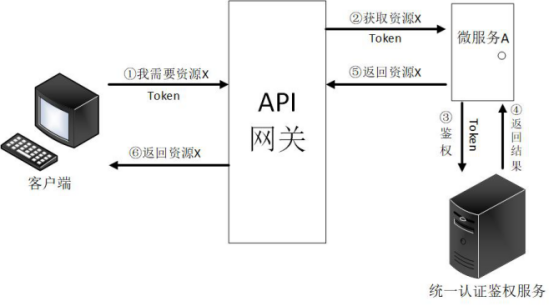 ②获取资源X
Token
微服务A
①我需要资源X
Token
API
网关
⑤返回资源X
③鉴权
Token
④返回结果
⑥返回资源X
客户端
统一认证鉴权服务